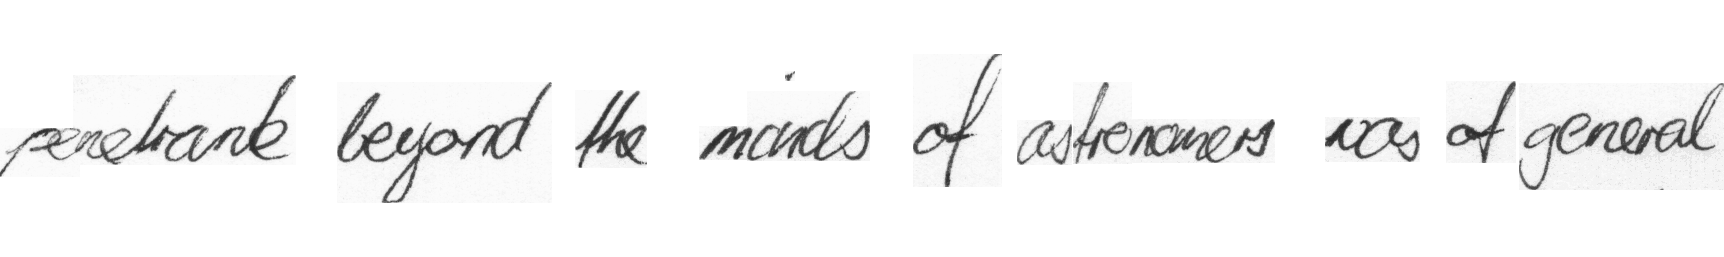 penetrate beyond the minds of astronomers was of general